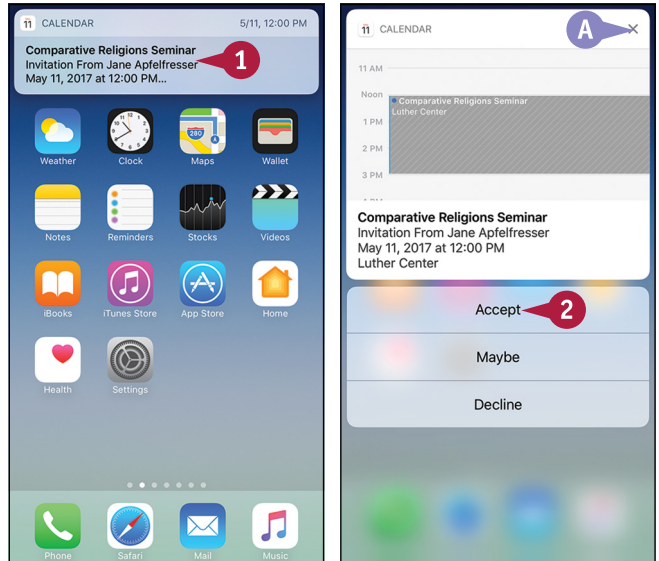 11 CALENDAR 5/11, 12:00 PM
Comparative Religions Seminar
Invitation From Jane Apfelfresser
May 11, 2017 at 12:00 PM...
1
280
Weather Clock Maps Wallet
Notes Reminders Stocks Videos
iBooks iTunes Store App Store Home
Health Settings
Phone Safari Mail Music
11 CALENDAR
A
11 AM
Noon
Comparative Religions Seminar
Luther Center
1 PM
2 PM
3 PM
Comparative Religions Seminar
Invitation From Jane Apfelfresser
May 11, 2017 at 12:00 PM
Luther Center
Accept
2
Maybe
Decline